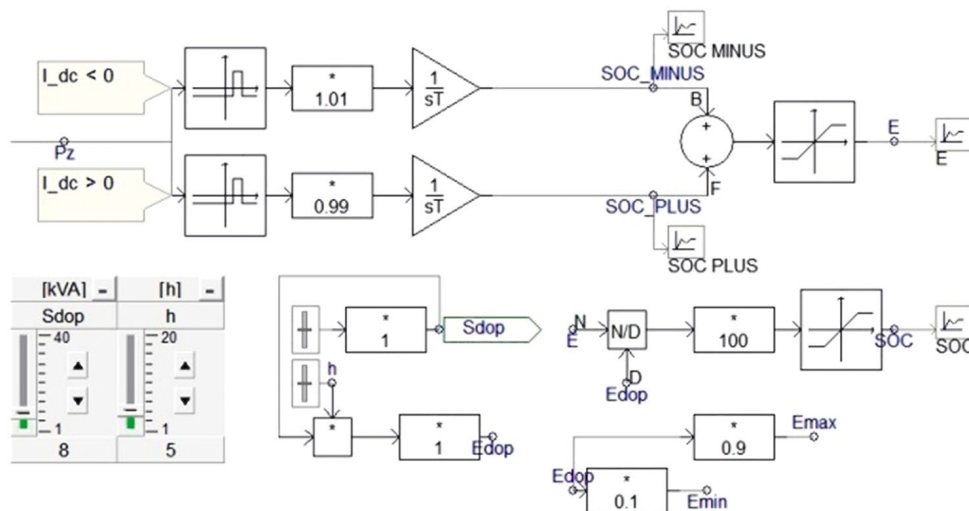 I_dc < 0
Pz
I_dc > 0
*
1.01
*
0.99
1
sT
1
sT
SOC MINUS
SOC_MINUS
B
+
+
F
SOC_PLUS
SOC PLUS
E
E
[kVA] -
[h] -
Sdop
h
40
1
20
1
8
5
*
1
Sdop
h
*
*
1
Edop
N
E
N/D
D
Edop
*
100
SOC
SOC
*
0.9
Emax
Edop
*
0.1
Emin